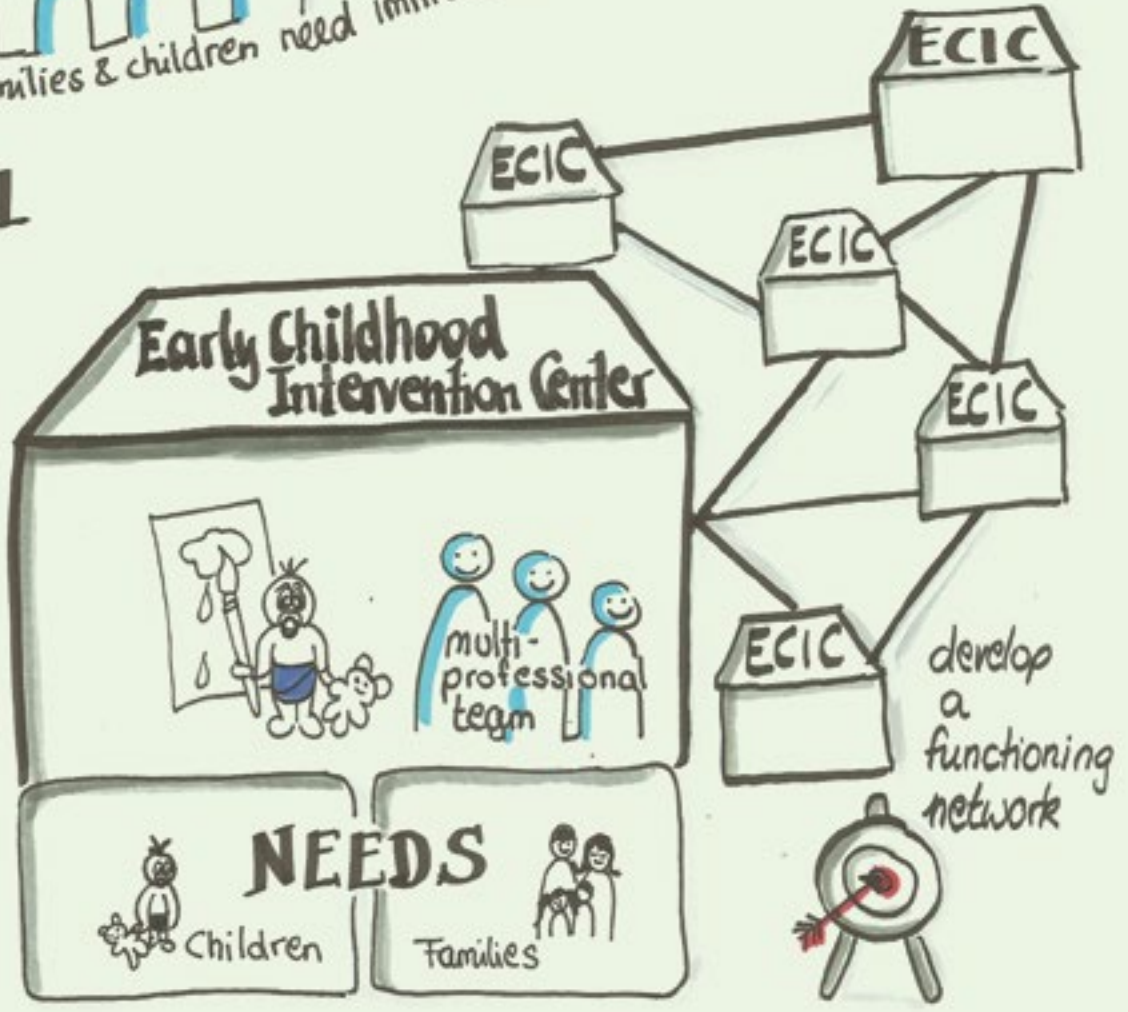 & children need
ECIC
ECIC
ECIC
Early Childhood
Intervention Center
ECIC
multi-
professional
team
ECIC
develop
a
functioning
network
NEEDS
Children
Families